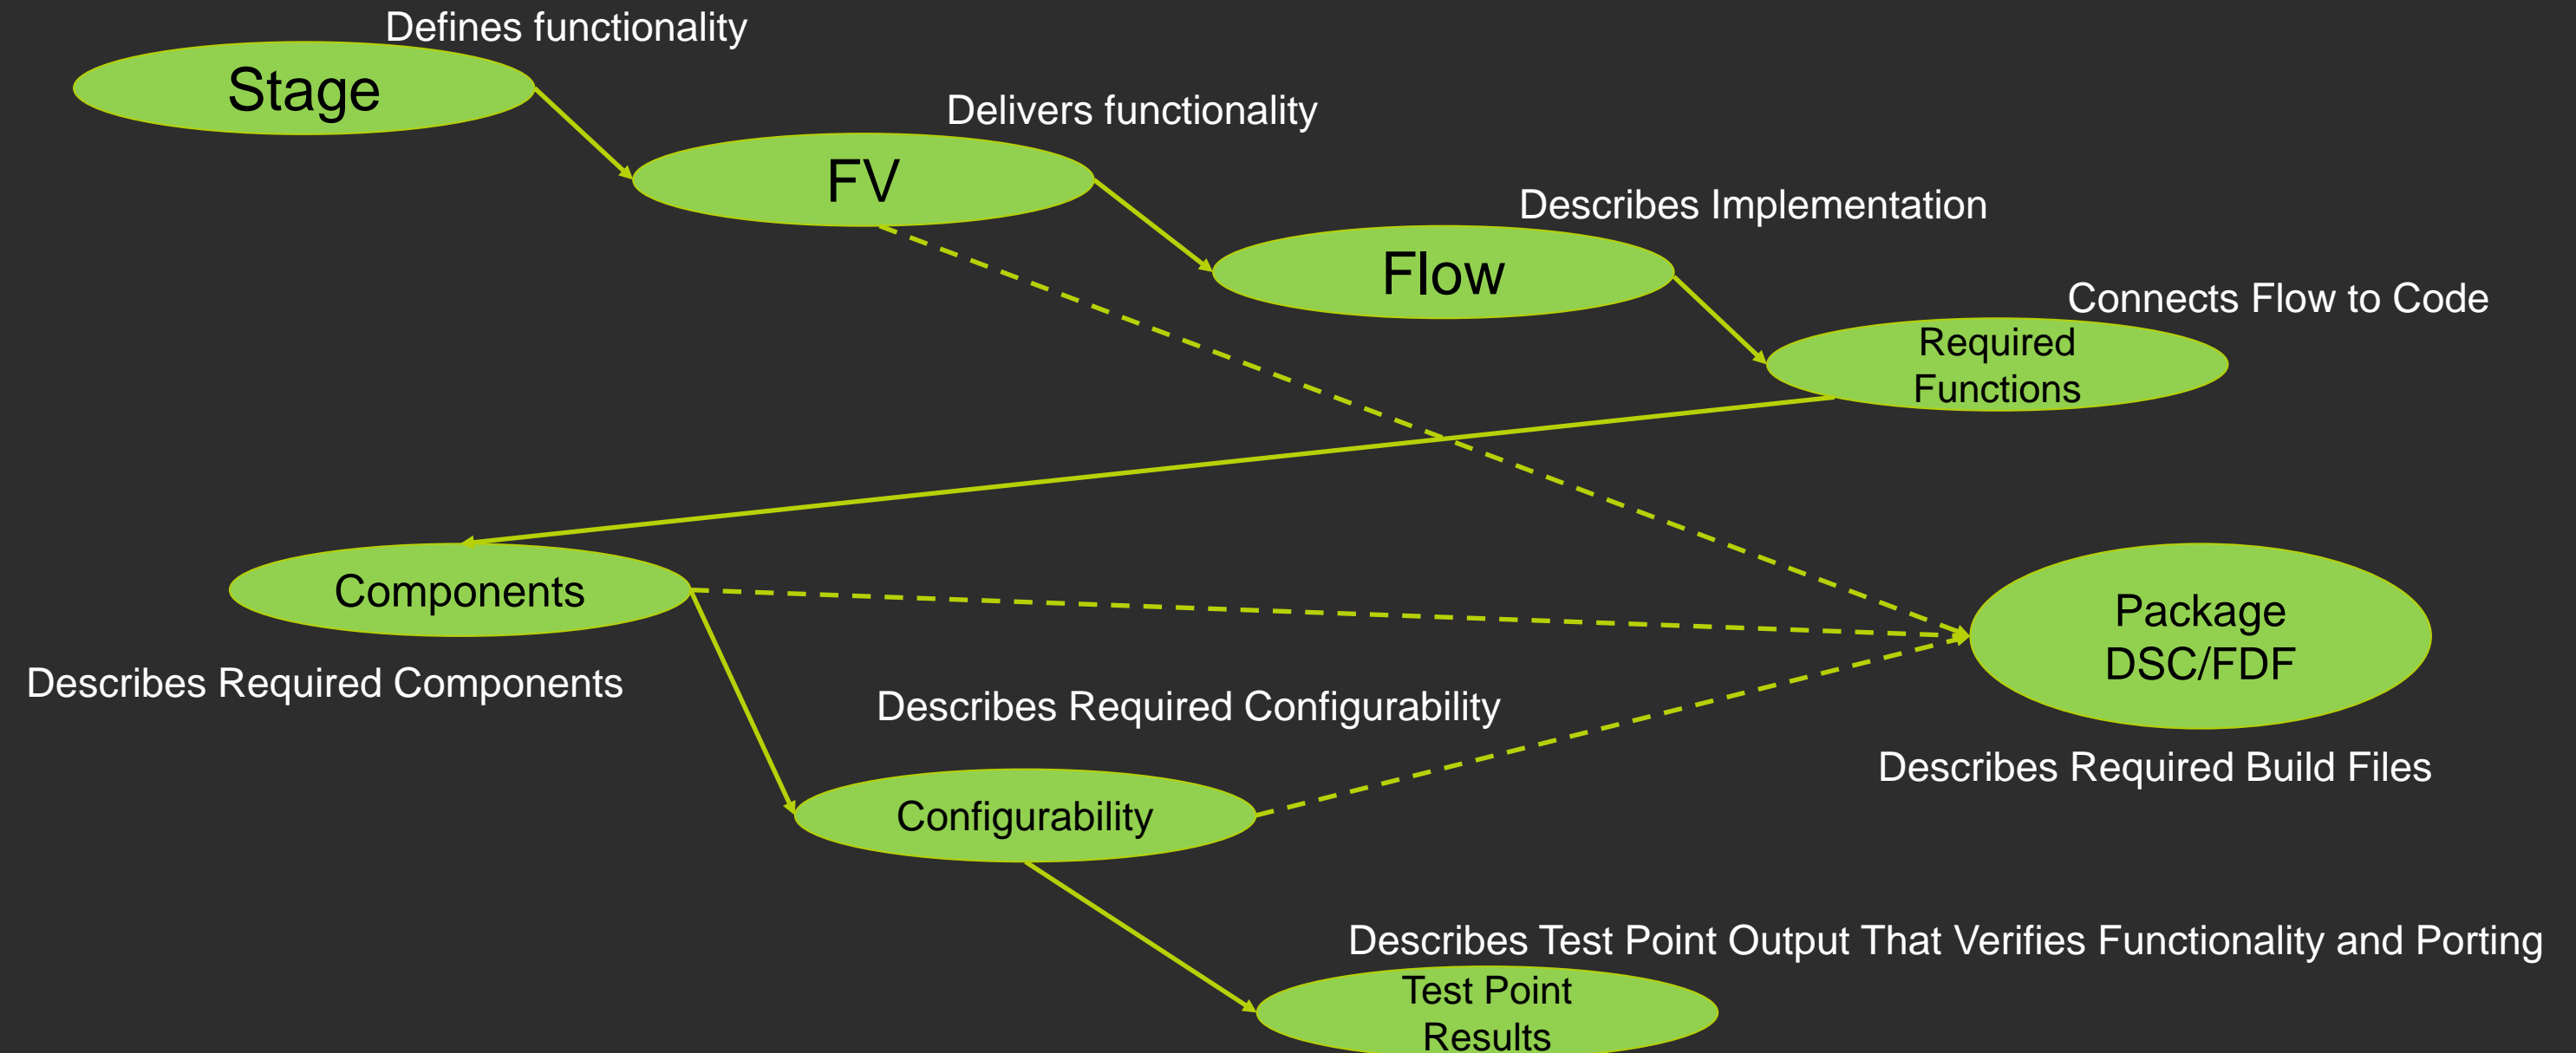 Defines functionality
Stage
Delivers functionality
FV
Describes Implementation
Flow
Connects Flow to Code
Required
Functions
Components
Describes Required Components
Package
DSC/FDF
Describes Required Build Files
Describes Required Configurability
Configurability
Describes Test Point Output That Verifies Functionality and Porting
Test Point
Results